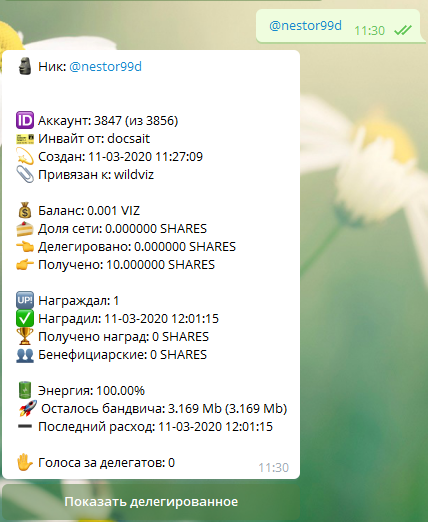 @nestor99d
11:30
Ник: @nestor99d
Аккаунт: 3847 (из 3856)
Инвайт от: docsait
Создан: 11-03-2020 11:27:09
Привязан к: wildviz
Баланс: 0.001 VIZ
Доля сети: 0.000000 SHARES
Делегировано: 0.000000 SHARES
Получено: 10.000000 SHARES
Награждал: 1
Наградил: 11-03-2020 12:01:15
Получено наград: 0 SHARES
Бенефициарские: 0 SHARES
Энергия: 100.00%
Осталось бандвича: 3.169 Mb (3.169 Mb)
Последний расход: 11-03-2020 12:01:15
Голоса за делегатов: 0
11:30
Показать делегированное